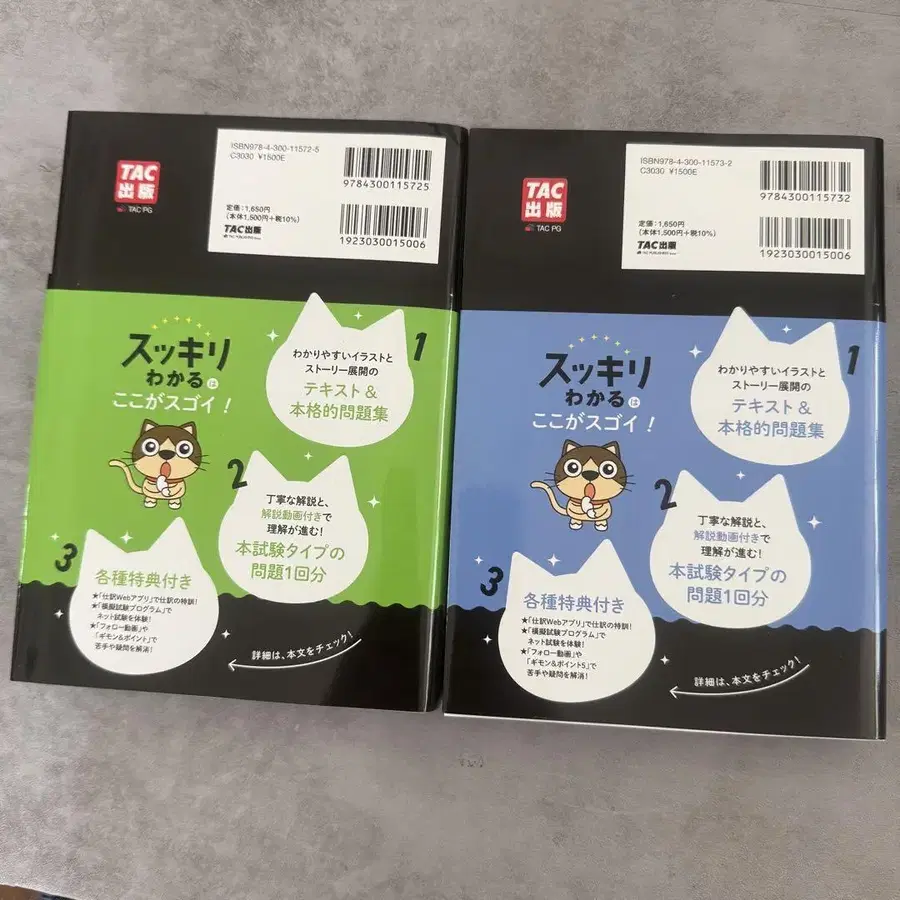 TAC
出版
TAC PG
ISBN978-4-300-11572-5
C3030 ¥1500E
定価:1,650円
(本体1,500円+税10%)
TAC出版
9784300115725
1923030015006
スッキリ
わかるは
ここがスゴイ!
1
わかりやすいイラストと
ストーリー展開の
テキスト&
本格的問題集
2
丁寧な解説と、
解説動画付きで
理解が進む!
本試験タイプの
問題1回分
3
各種特典付き
★「仕訳Webアプリ」で仕訳の特訓!
★「模擬試験プログラム」で
ネット試験を体験!
★「フォロー動画」や
「ギモン&ポイント」で
苦手や疑問を解消!
詳細は、本文をチェック!
TAC
出版
TAC PG
ISBN978-4-300-11573-2
C3030 ¥1500E
定価:1,650円
(本体1,500円+税10%)
TAC出版
9784300115732
1923030015006
スッキリ
わかるは
ここがスゴイ!
1
わかりやすいイラストと
ストーリー展開の
テキスト&
本格的問題集
2
丁寧な解説と、
解説動画付きで
理解が進む!
本試験タイプの
問題1回分
3
各種特典付き
★「仕訳Webアプリ」で仕訳の特訓!
★「模擬試験プログラム」で
ネット試験を体験!
★「フォロー動画」や
「ギモン&ポイント5」で
苦手や疑問を解消!
詳細は、本文をチェック!